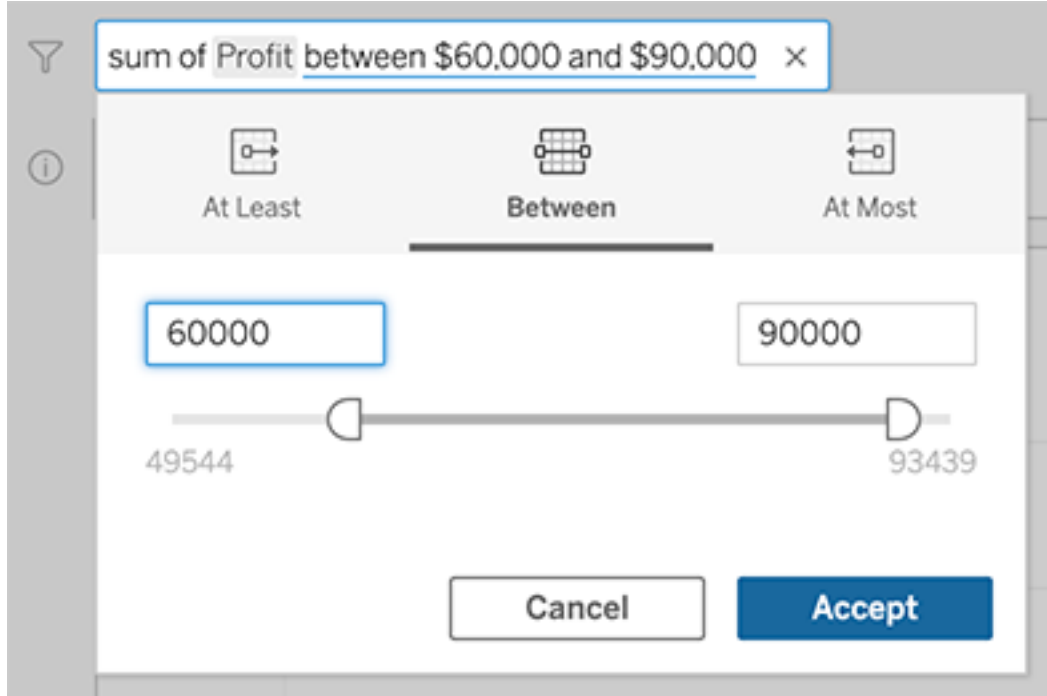 sum of Profit between $60,000 and $90,000 ×
At Least Between At Most
60000 90000
49544 93439
Cancel Accept